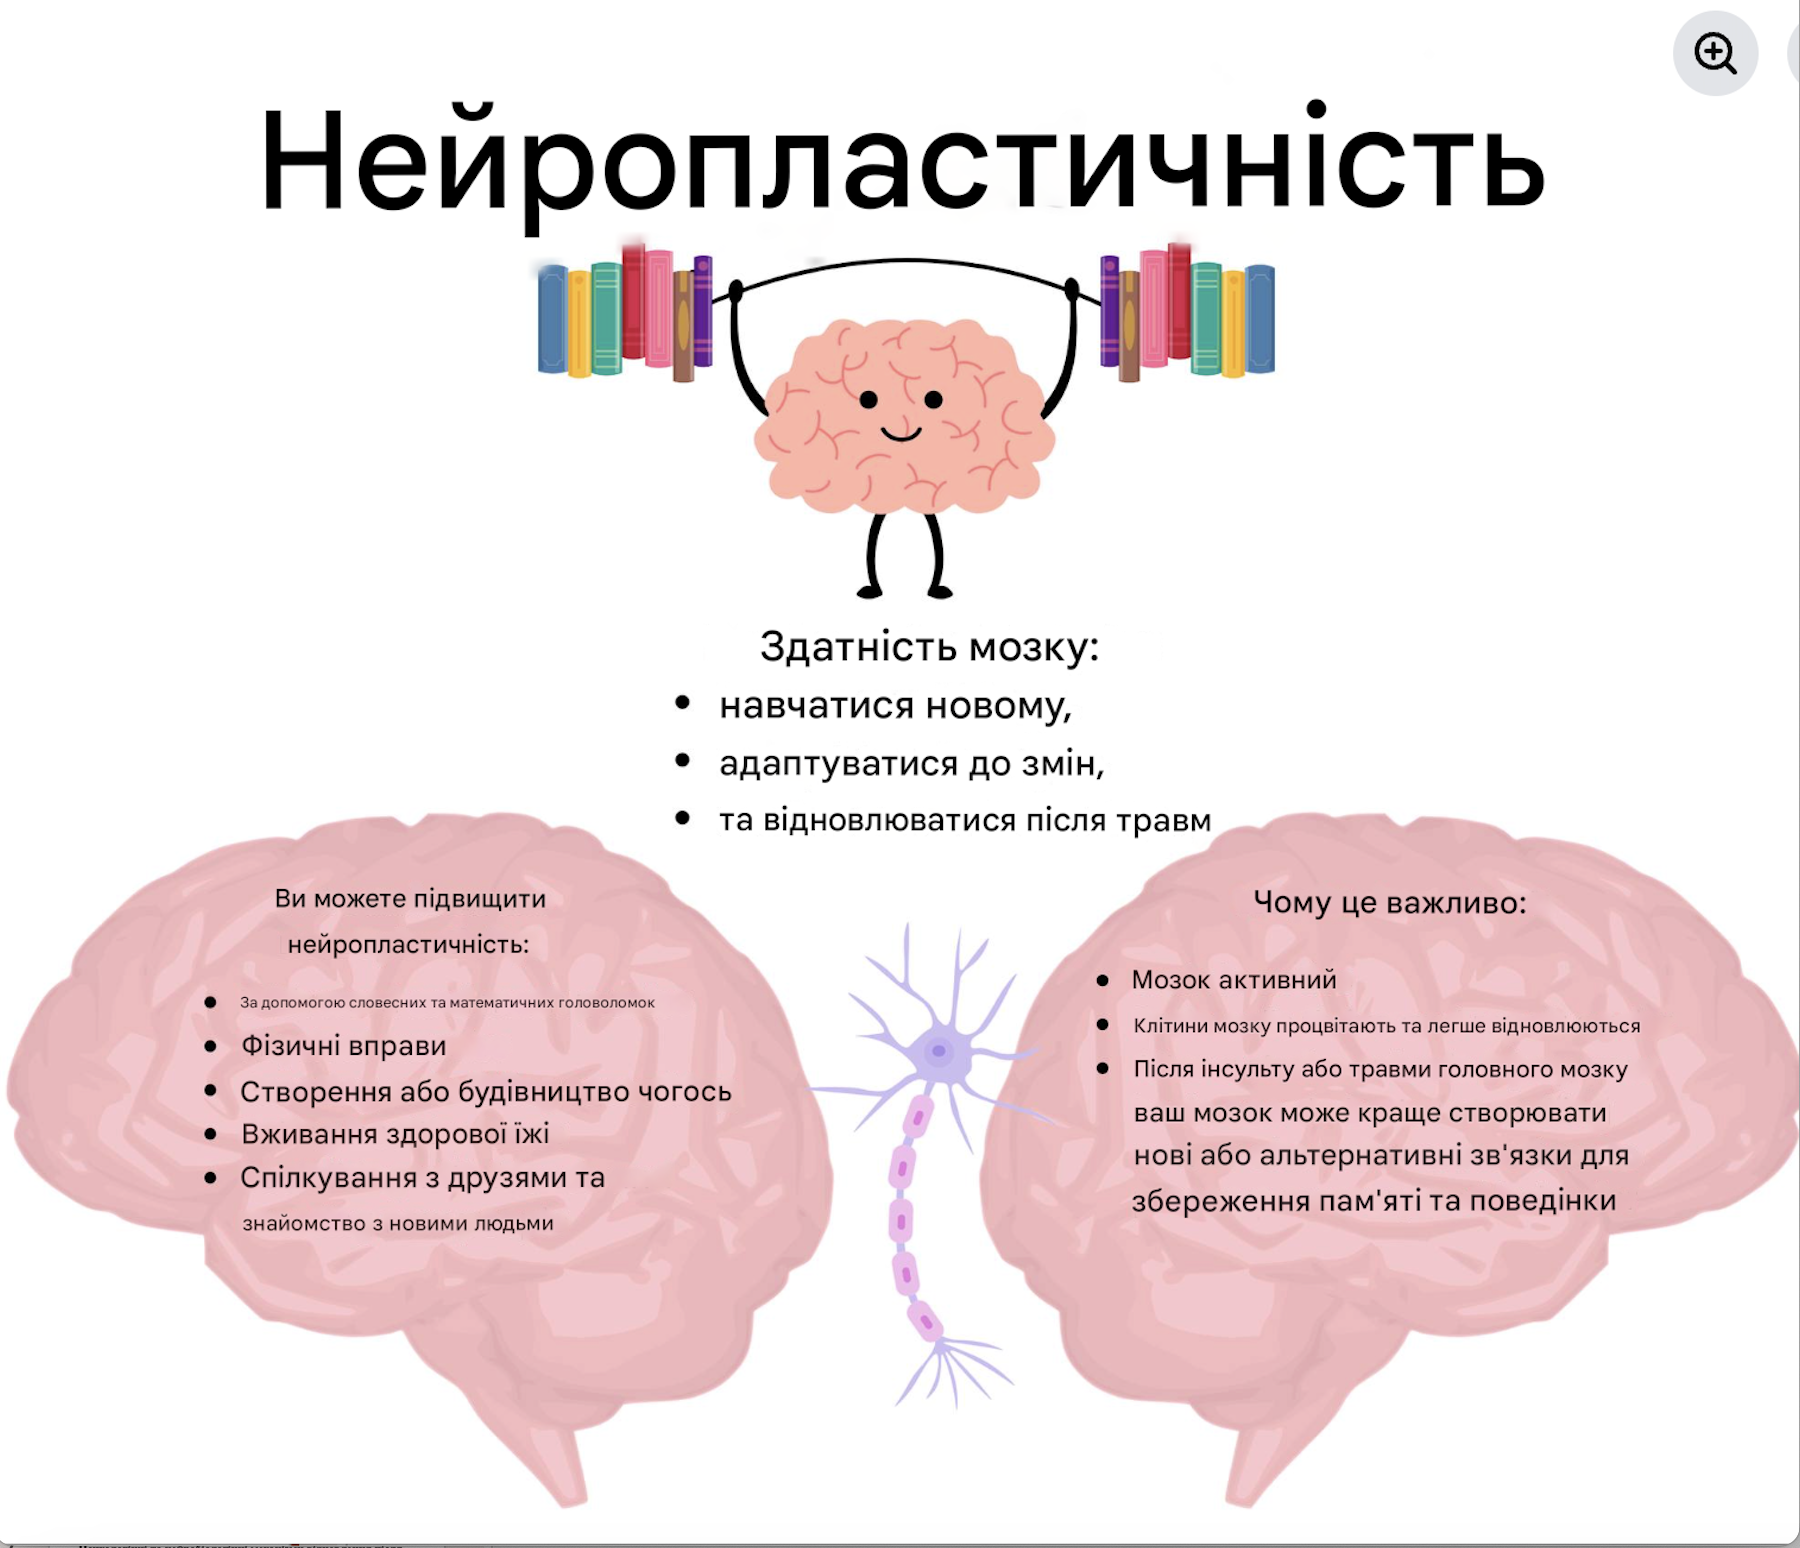 Нейропластичність
Здатність мозку:
• навчатися новому,
• адаптуватися до змін,
• та відновлюватися після травм
Ви можете підвищити
нейропластичність:
• За допомогою словесних та математичних головоломок
• Фізичні вправи
• Створення або будівництво чогось
• Вживання здорової їжі
• Спілкування з друзями та
знайомство з новими людьми
Чому це важливо:
• Мозок активний
• Клітини мозку процвітають та легше відновлюються
• Після інсульту або травми головного мозку
ваш мозок може краще створювати
нові або альтернативні зв'язки для
збереження пам'яті та поведінки